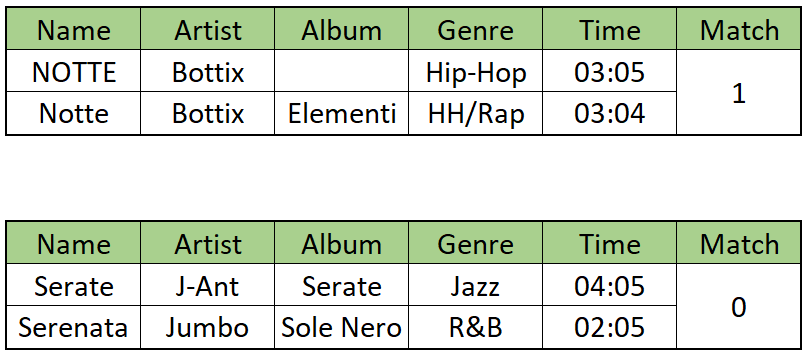 Name Artist Album Genre Time Match
NOTTE Bottix Hip-Hop 03:05
1
Notte Bottix Elementi HH/Rap 03:04
Name Artist Album Genre Time Match
Serate J-Ant Serate Jazz 04:05
0
Serenata Jumbo Sole Nero R&B 02:05